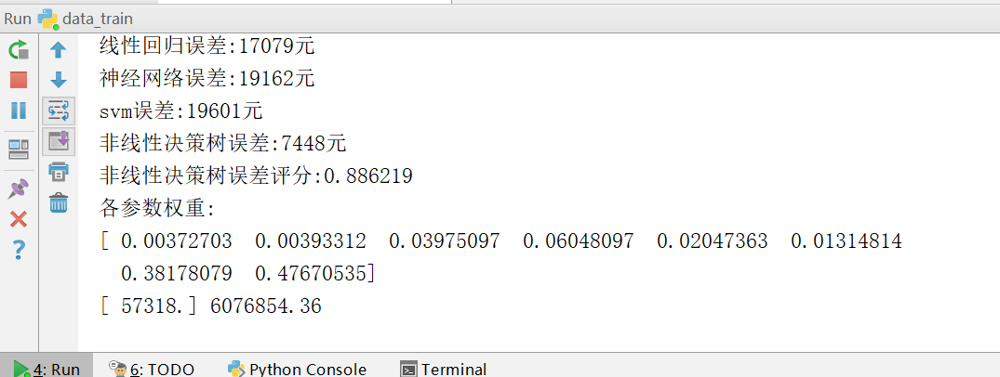 Run data_train
线性回归误差:17079元
神经网络误差:19162元
svm误差:19601元
非线性决策树误差:7448元
非线性决策树误差评分:0.886219
各参数权重:
[ 0.00372703 0.00393312 0.03975097 0.06048097 0.02047363 0.01314814
0.38178079 0.47670535]
[ 57318.] 6076854.36
4: Run 6: TODO Python Console Terminal